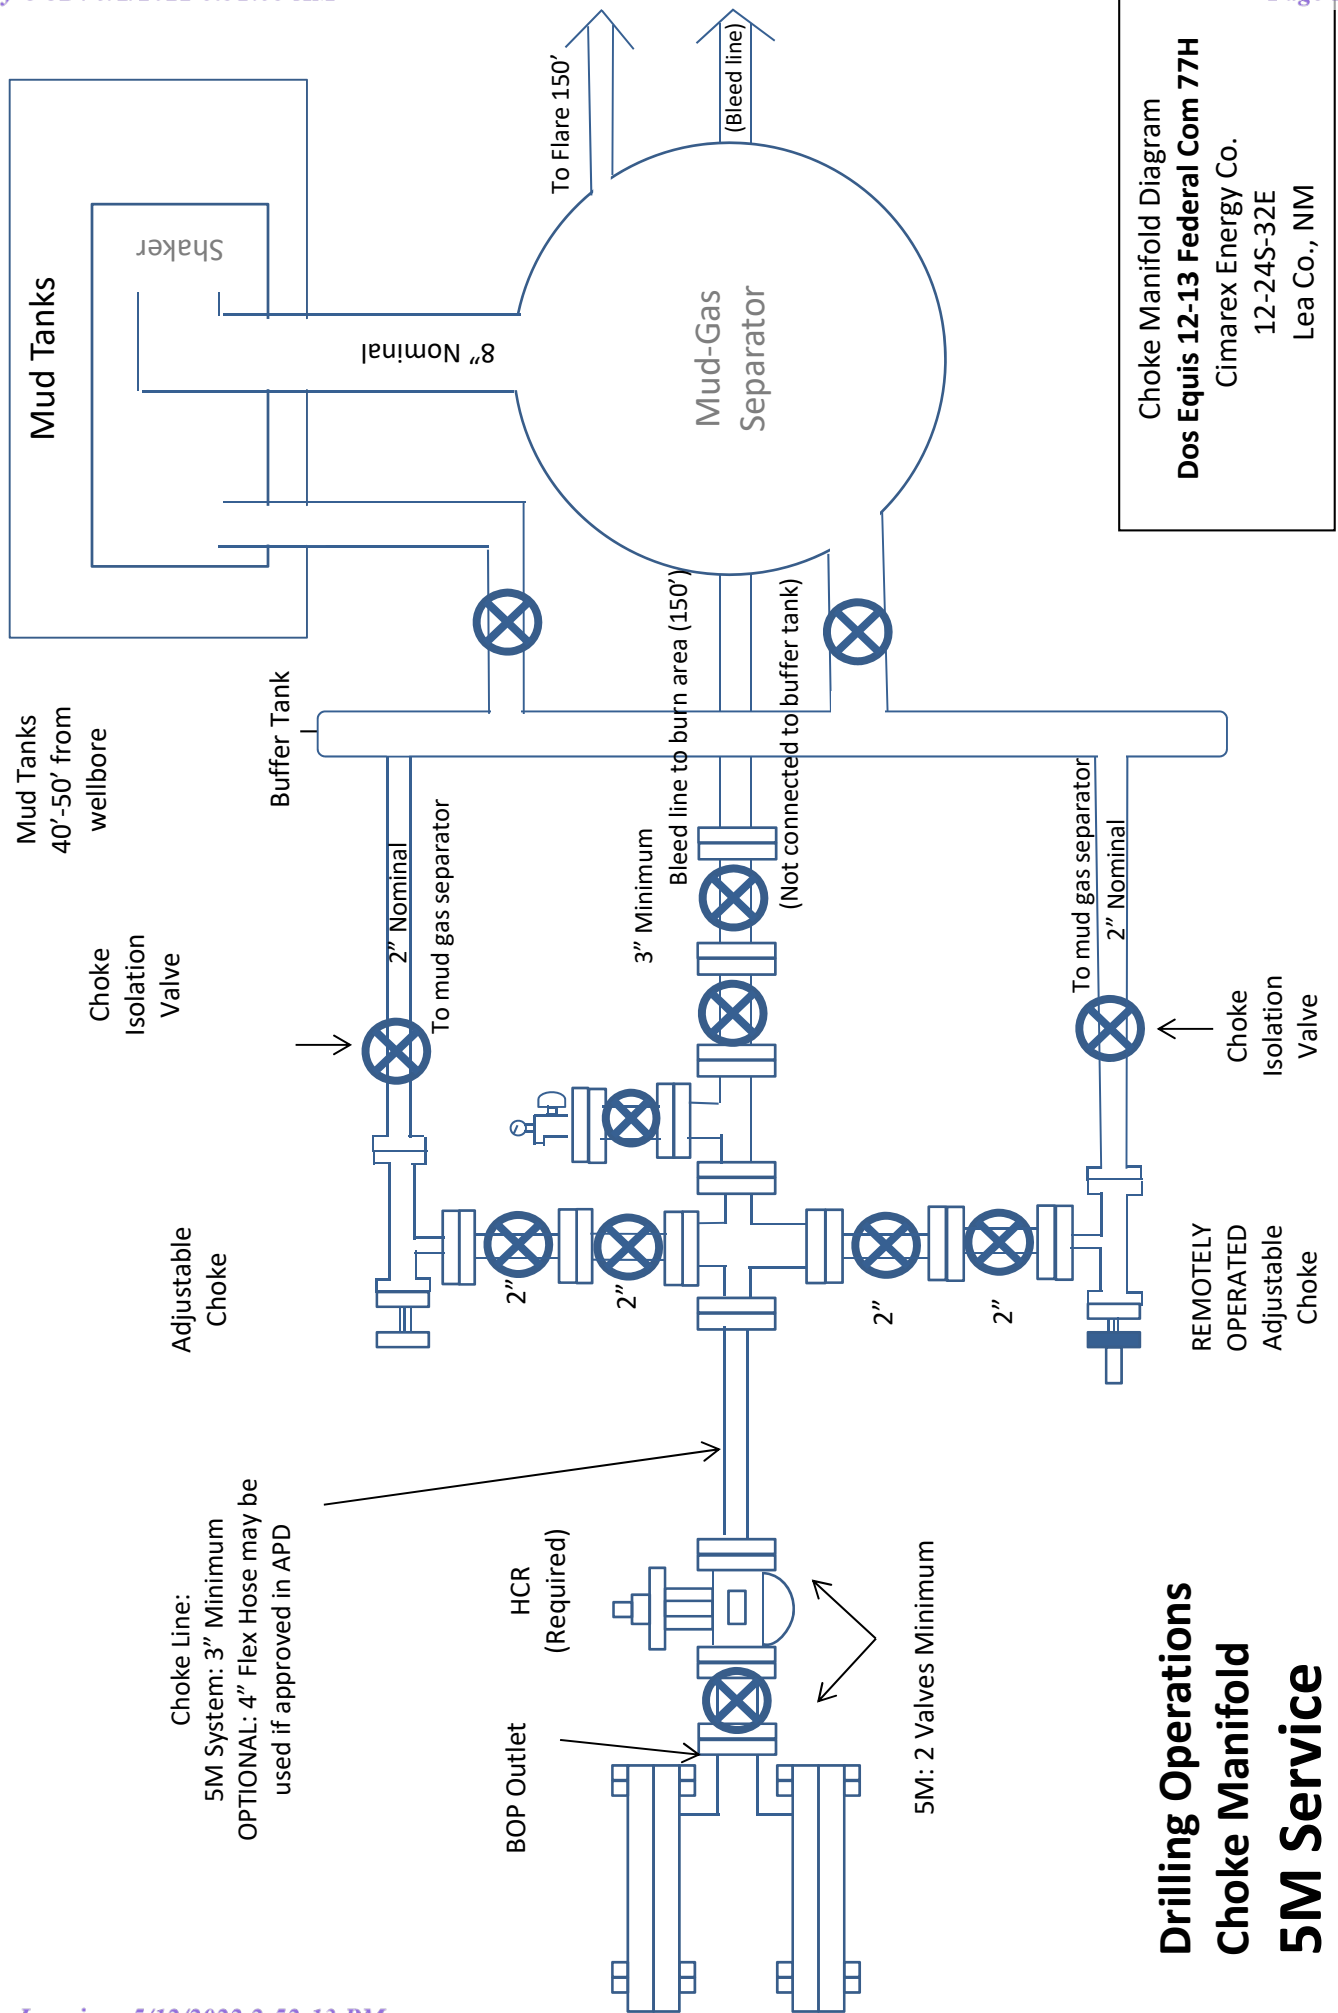 Drilling Operations
Choke Manifold
5M Service
Choke Line:
5M System: 3” Minimum
OPTIONAL: 4” Flex Hose may be
used if approved in APD
BOP Outlet
HCR
(Required)
5M: 2 Valves Minimum
Adjustable
Choke
2”
2”
2”
2”
REMOTELY
OPERATED
Adjustable
Choke
Choke
Isolation
Valve
2” Nominal
To mud gas separator
3” Minimum
Bleed line to burn area (150’)
(Not connected to buffer tank)
To mud gas separator
2” Nominal
Choke
Isolation
Valve
Mud Tanks
40’-50’ from
wellbore
Buffer Tank
Mud Tanks
Shaker
8” Nominal
Mud-Gas
Separator
To Flare 150’
(Bleed line)
Choke Manifold Diagram
Dos Equis 12-13 Federal Com 77H
Cimarex Energy Co.
12-24S-32E
Lea Co., NM